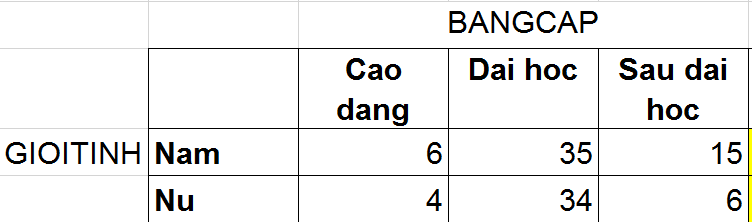 BANGCAP
Cao dang Dai hoc Sau dai hoc
GIOITINH Nam 6 35 15
Nu 4 34 6